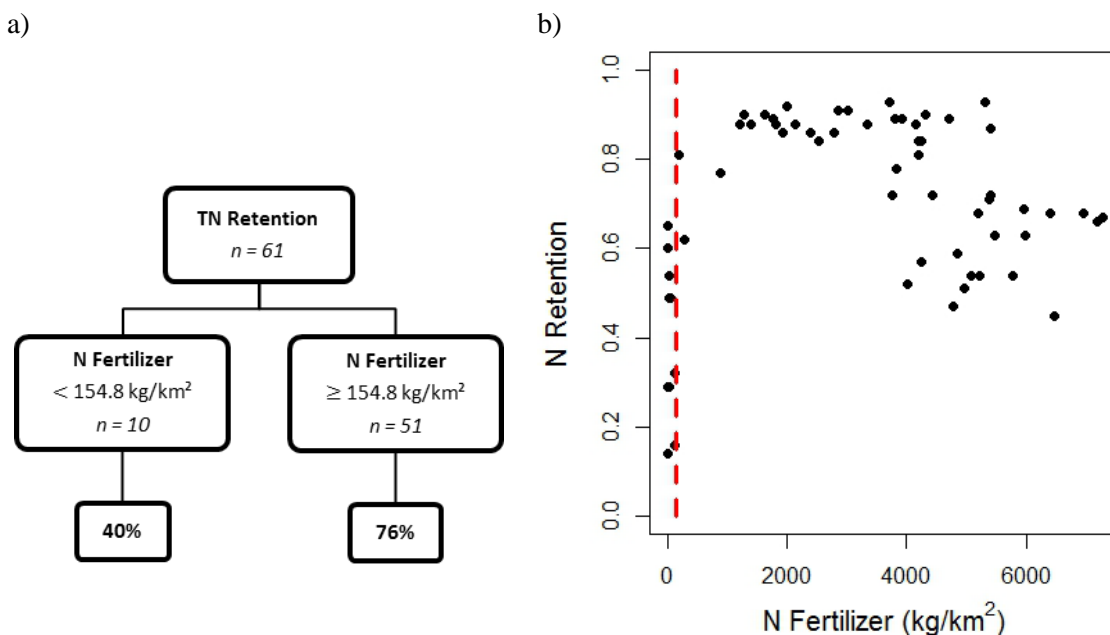 a)
TN Retention
n = 61
N Fertilizer
< 154.8 kg/km²
n = 10
N Fertilizer
≥ 154.8 kg/km²
n = 51
40%
76%
b)
N Retention
1.0
0.8
0.6
0.4
0.2
0.0
0 2000 4000 6000
N Fertilizer (kg/km²)